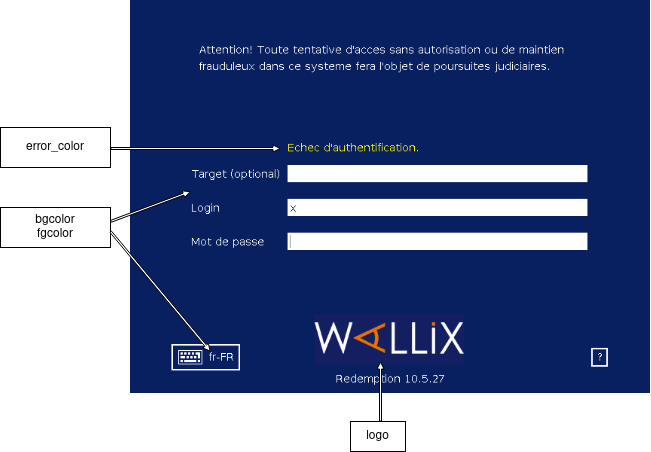 Attention! Toute tentative d'acces sans autorisation ou de maintien
frauduleux dans ce systeme fera l'objet de poursuites judiciaires.
error_color
Echec d'authentification.
Target (optional)
bgcolor
fgcolor
Login
x
Mot de passe
WALLiX
fr-FR
?
Redemption 10.5.27
logo